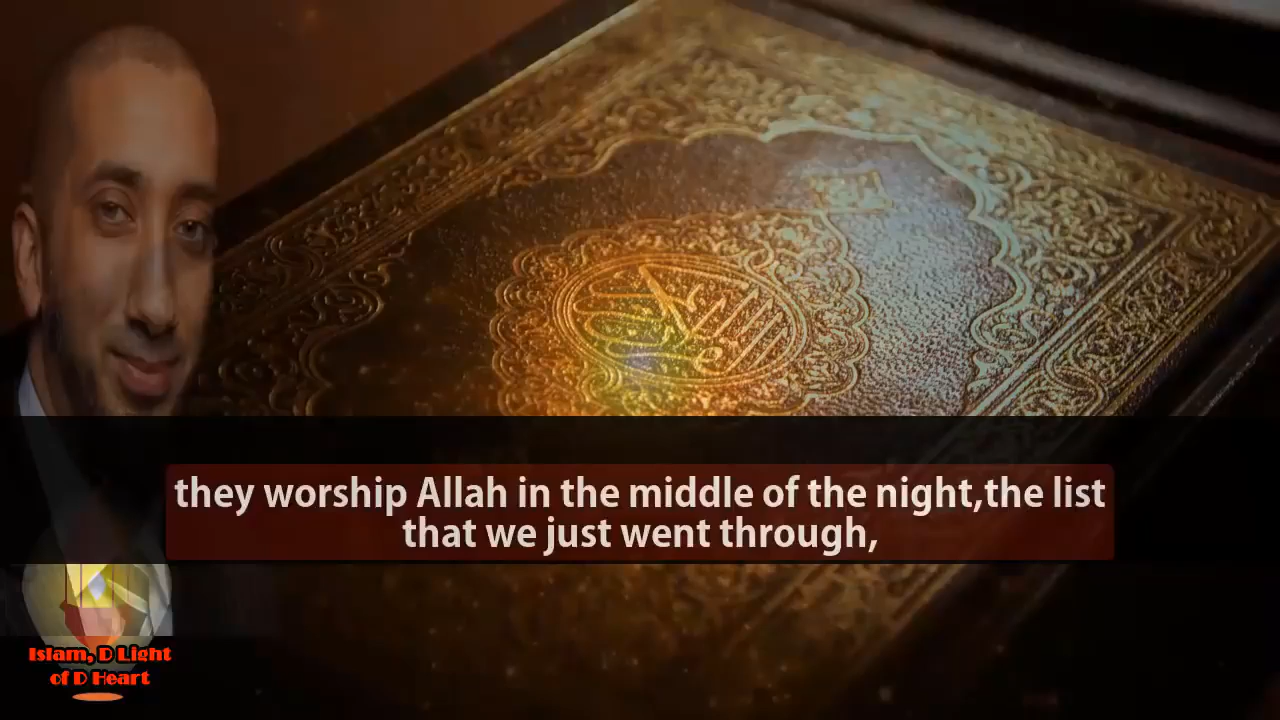 they worship Allah in the middle of the night,the list
that we just went through,
Islam, D Light
of D Heart